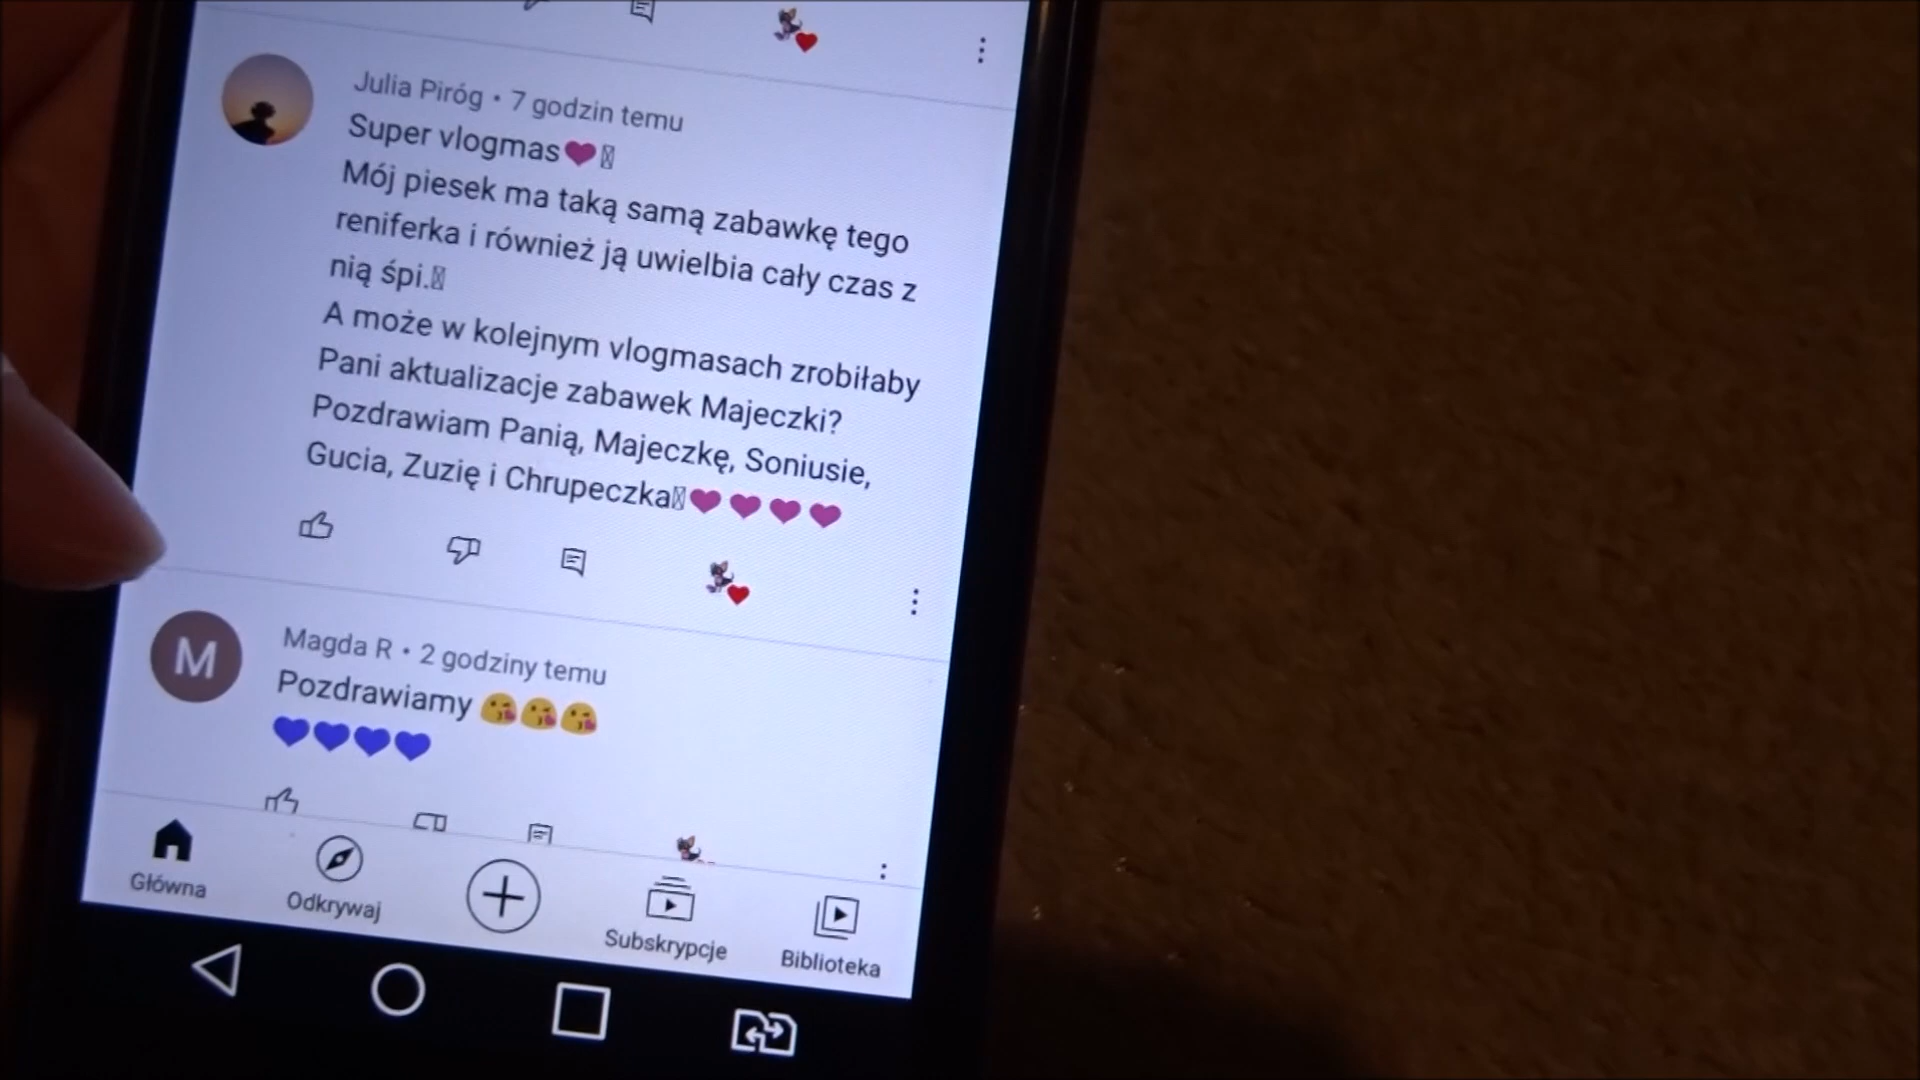 Julia Piróg • 7 godzin temu
Super vlogmas💜
Mój piesek ma taką samą zabawkę tego
reniferka i również ją uwielbia cały czas z
nią śpi.
A może w kolejnym vlogmasach zrobiłaby
Pani aktualizacje zabawek Majeczki?
Pozdrawiam Panią, Majeczkę, Soniusie,
Gucia, Zuzię i Chrupeczka💜💜💜💜
M
Magda R • 2 godziny temu
Pozdrawiamy 😘😘😘
💙💙💙💙
Główna
Odkrywaj
Subskrypcje
Biblioteka